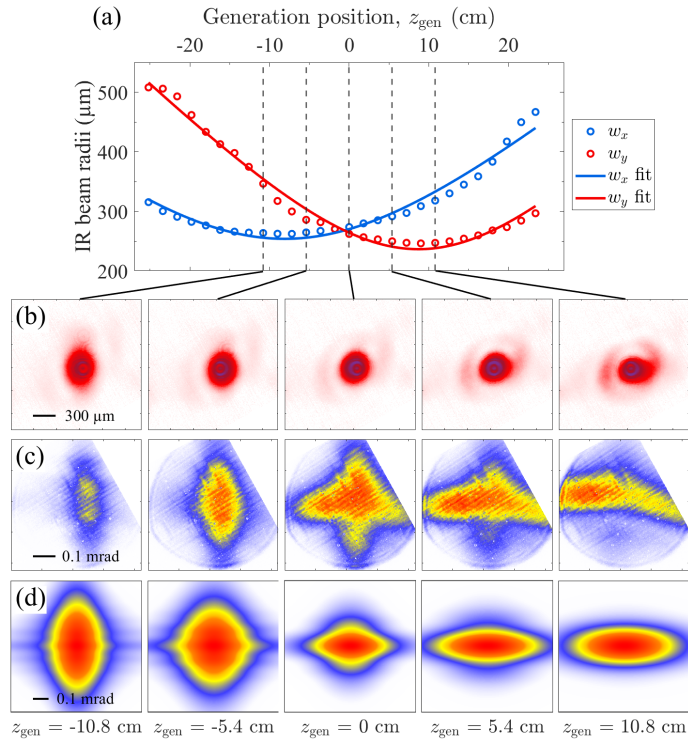 (a)
Generation position, z_gen (cm)
-20 -10 0 10 20
IR beam radii (μm)
500
400
300
200
w_x
w_y
w_x fit
w_y fit
(b)
300 μm
(c)
0.1 mrad
(d)
0.1 mrad
z_gen = -10.8 cm z_gen = -5.4 cm z_gen = 0 cm z_gen = 5.4 cm z_gen = 10.8 cm